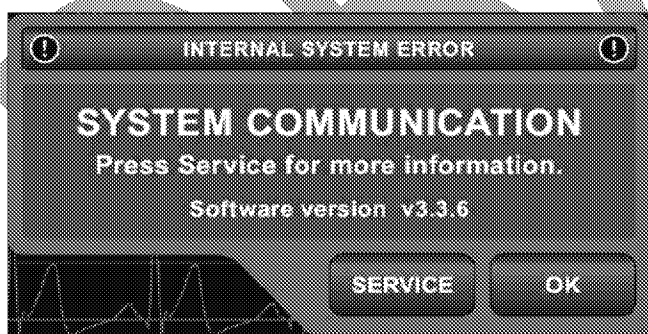 INTERNAL SYSTEM ERROR
SYSTEM COMMUNICATION
Press Service for more information.
Software version v3.3.6
SERVICE OK